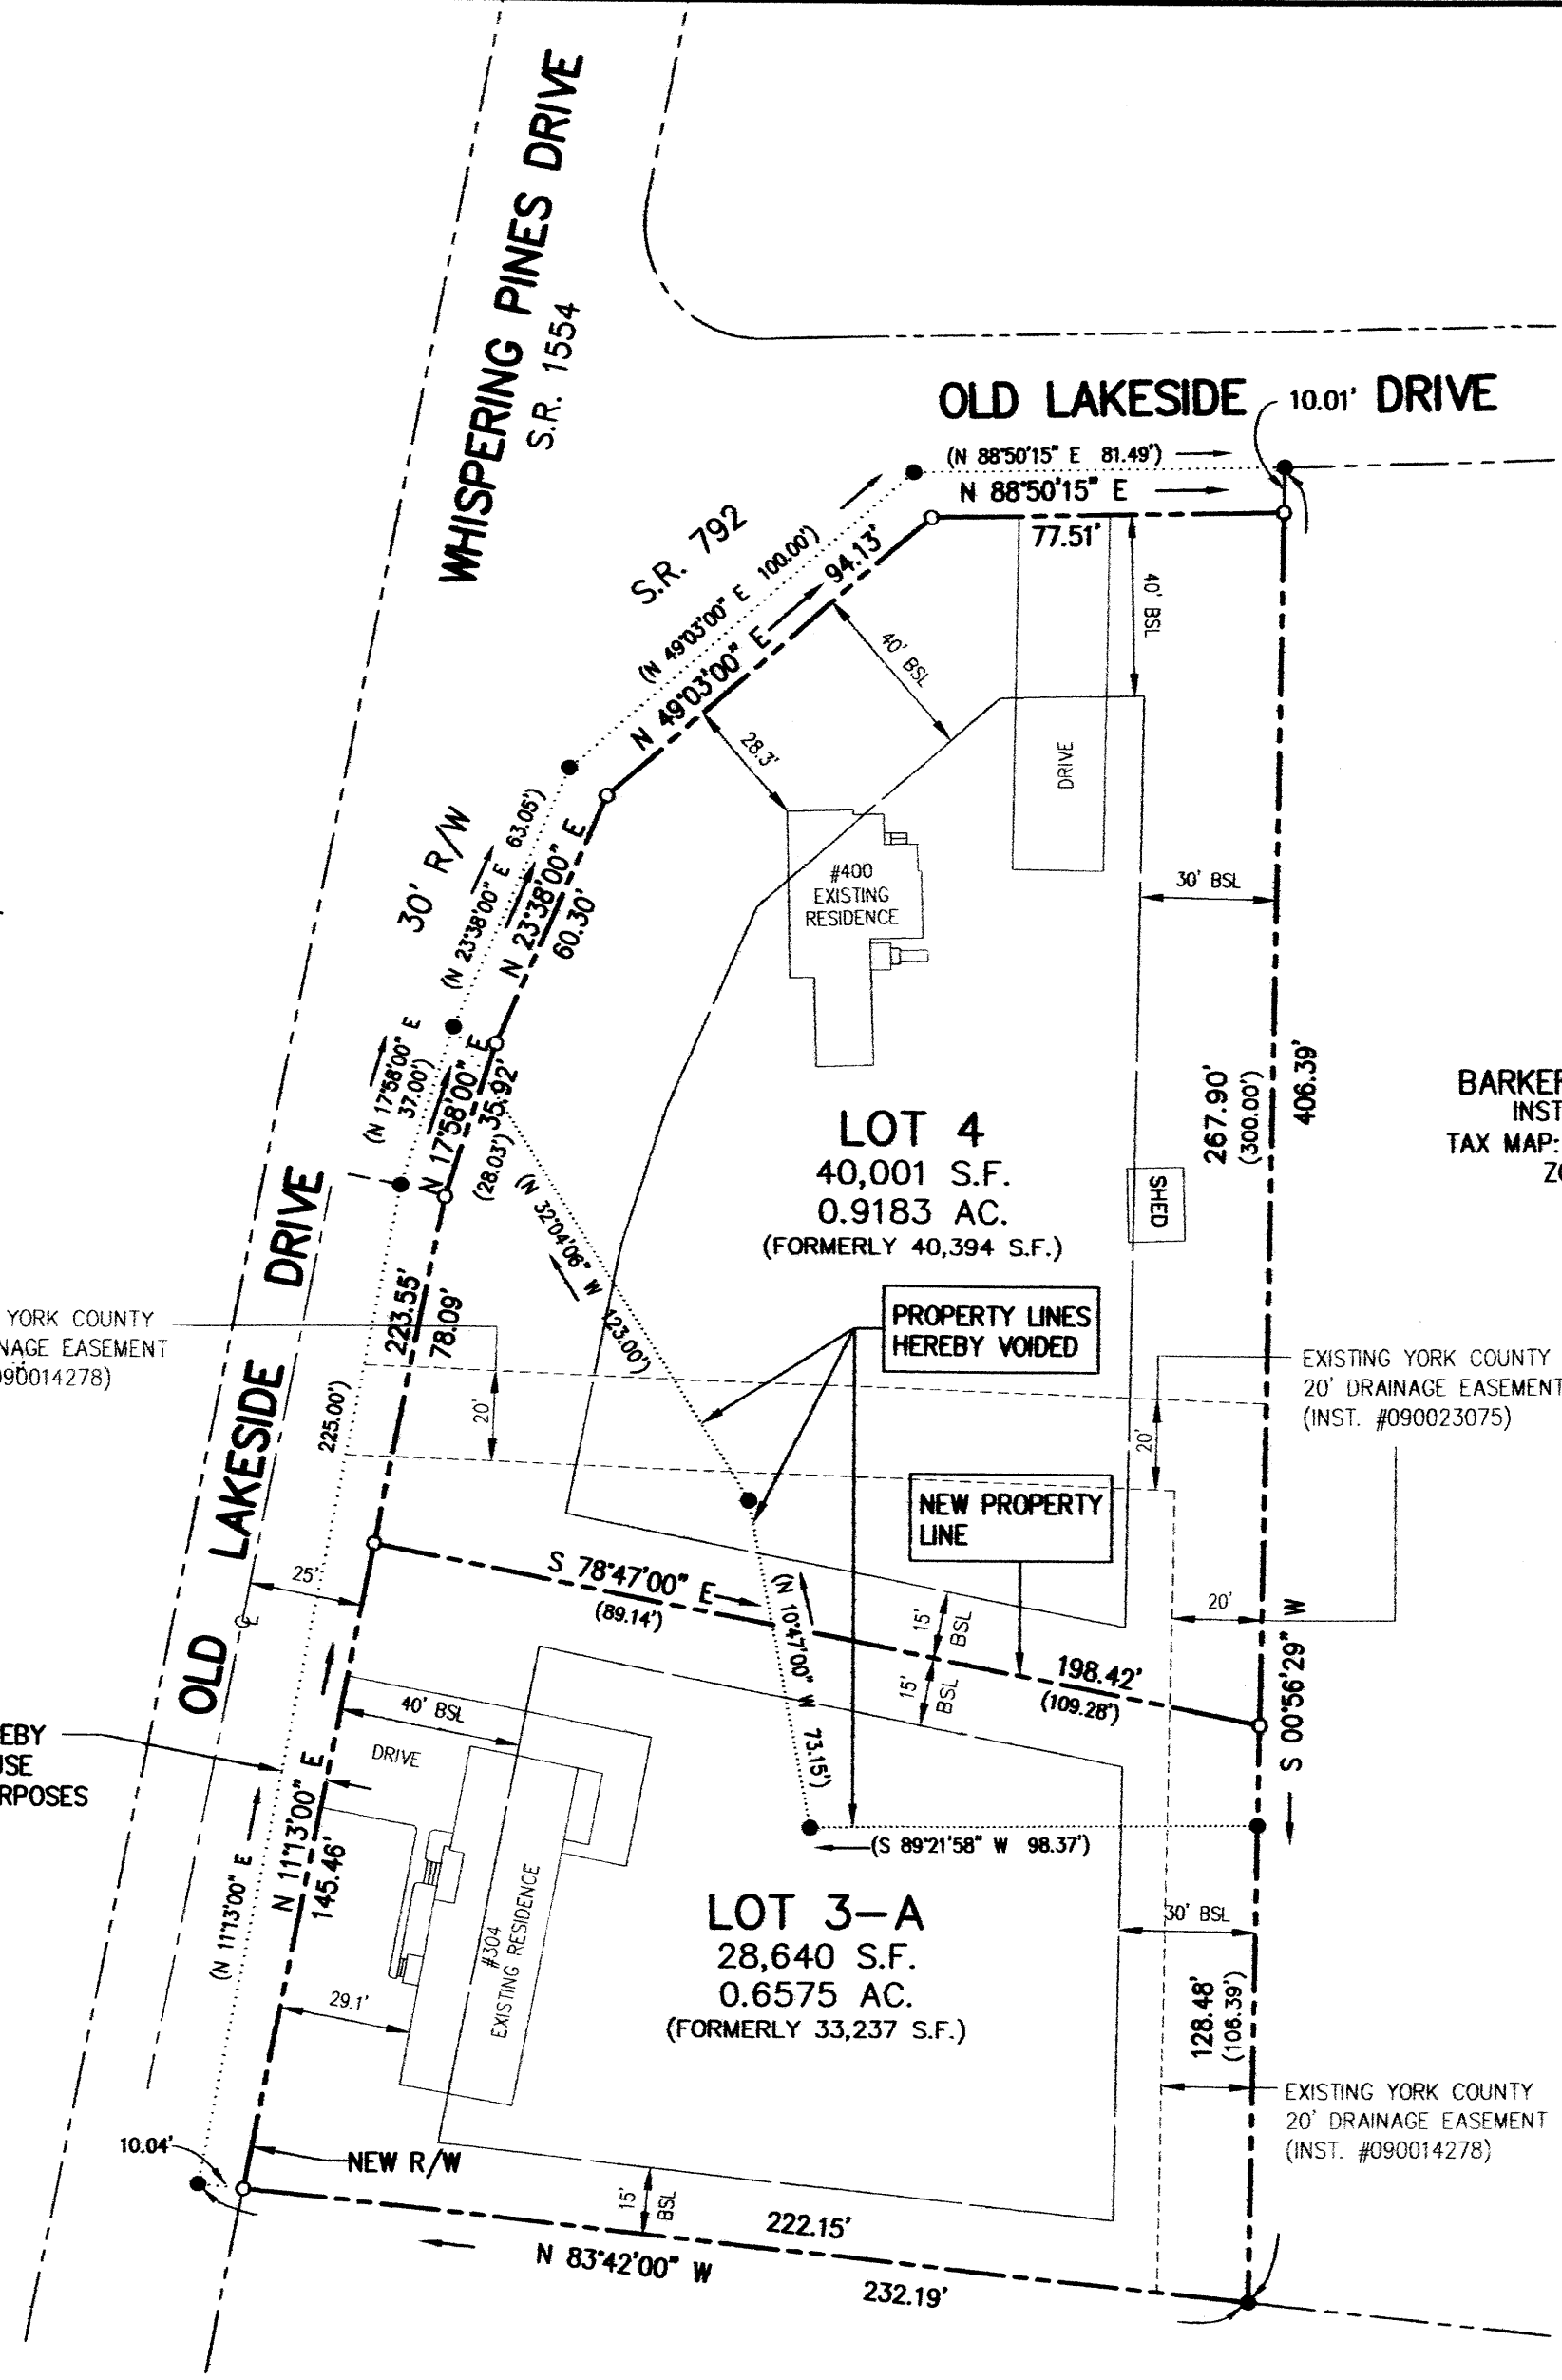 WHISPERING PINES DRIVE
S.R. 1554
OLD LAKESIDE DRIVE
10.01'
(N 88°50'15" E 81.49')
N 88°50'15" E
77.51'
S.R. 792
(N 49°03'00" E 100.00')
N 49°03'00" E
94.13'
40' BSL
40' BSL
28.3'
DRIVE
30' R/W
(N 23°38'00" E 63.05')
N 23°38'00" E
60.30'
#400
EXISTING
RESIDENCE
30' BSL
(N 17°58'00" E
37.00')
N 17°58'00" E
35.92'
(28.03')
267.90'
(300.00')
406.39'
BARKER
INST
TAX MAP:
LOT 4
40,001 S.F.
0.9183 AC.
(FORMERLY 40,394 S.F.)
SHED
(N 32°04'06" W 123.00')
OLD LAKESIDE DRIVE
223.55'
78.09'
225.00')
YORK COUNTY
NAGE EASEMENT
090014278)
20'
PROPERTY LINES
HEREBY VOIDED
EXISTING YORK COUNTY
20' DRAINAGE EASEMENT
(INST. #090023075)
20'
NEW PROPERTY
LINE
25'
S 78°47'00" E
(89.14')
(N 10°47'00" W 73.15')
15'
BSL
15'
BSL
198.42'
(109.28')
20'
S 00°56'29" W
EBY
USE
RPOSES
40' BSL
DRIVE
(S 89°21'58" W 98.37')
(N 11°13'00" E
N 11°13'00" E
145.46'
#304
EXISTING RESIDENCE
29.1'
LOT 3-A
28,640 S.F.
0.6575 AC.
(FORMERLY 33,237 S.F.)
30' BSL
128.48'
(106.39')
EXISTING YORK COUNTY
20' DRAINAGE EASEMENT
(INST. #090014278)
10.04'
NEW R/W
15'
BSL
222.15'
N 83°42'00" W
232.19'